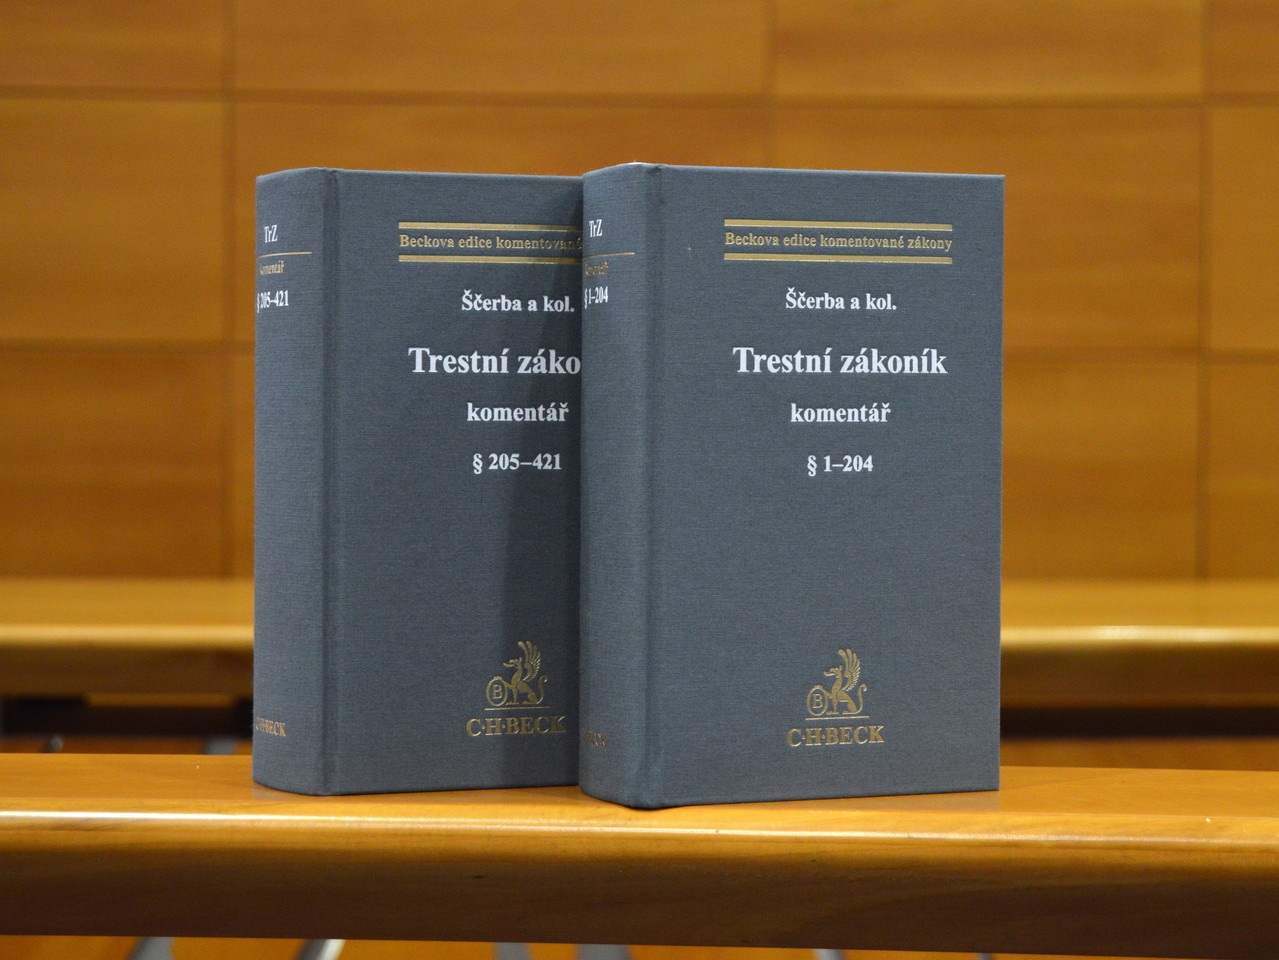 TrZ
komentář
§ 205–421
C·H·BECK
Beckova edice komentované
Ščerba a kol.
Trestní záko
komentář
§ 205–421
B
C·H·BECK
TrZ
§ 1–204
Beckova edice komentované zákony
Ščerba a kol.
Trestní zákoník
komentář
§ 1–204
B
C·H·BECK